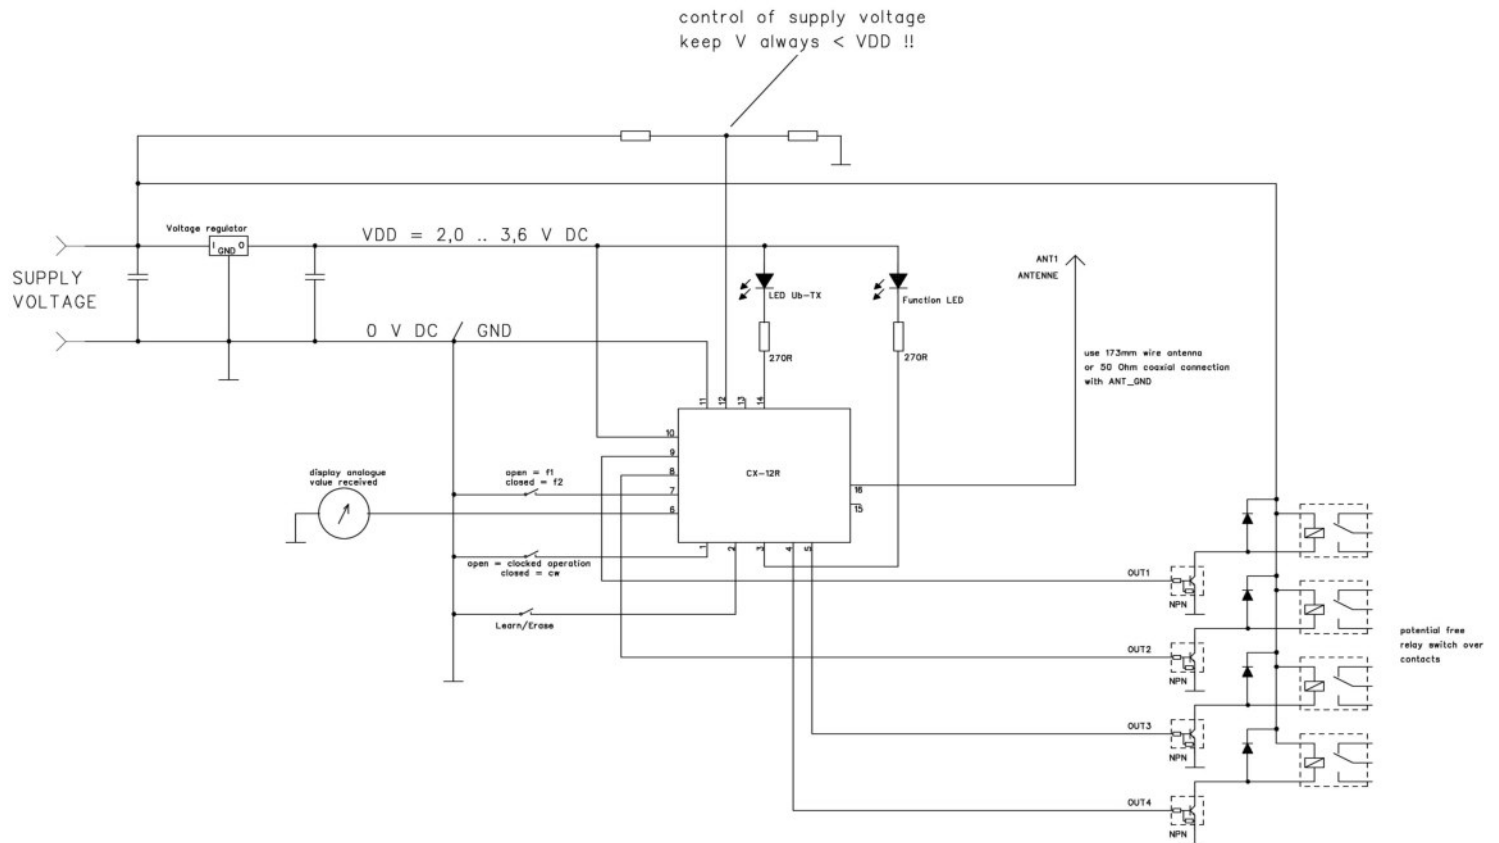 control of supply voltage
keep V always < VDD !!
Voltage regulator
I GND O
VDD = 2,0 .. 3,6 V DC
SUPPLY
VOLTAGE
0 V DC / GND
LED Ub-TX
270R
Function LED
270R
ANT1
ANTENNE
use 173mm wire antenna
or 50 Ohm coaxial connection
with ANT_GND
11
12
13
14
10
9
8
7
6
CX-12R
16
15
1
2
3
4
5
display analogue
value received
open = f1
closed = f2
open = clocked operation
closed = cw
Learn/Erase
OUT1
NPN
OUT2
NPN
OUT3
NPN
OUT4
NPN
potential free
relay switch over
contacts